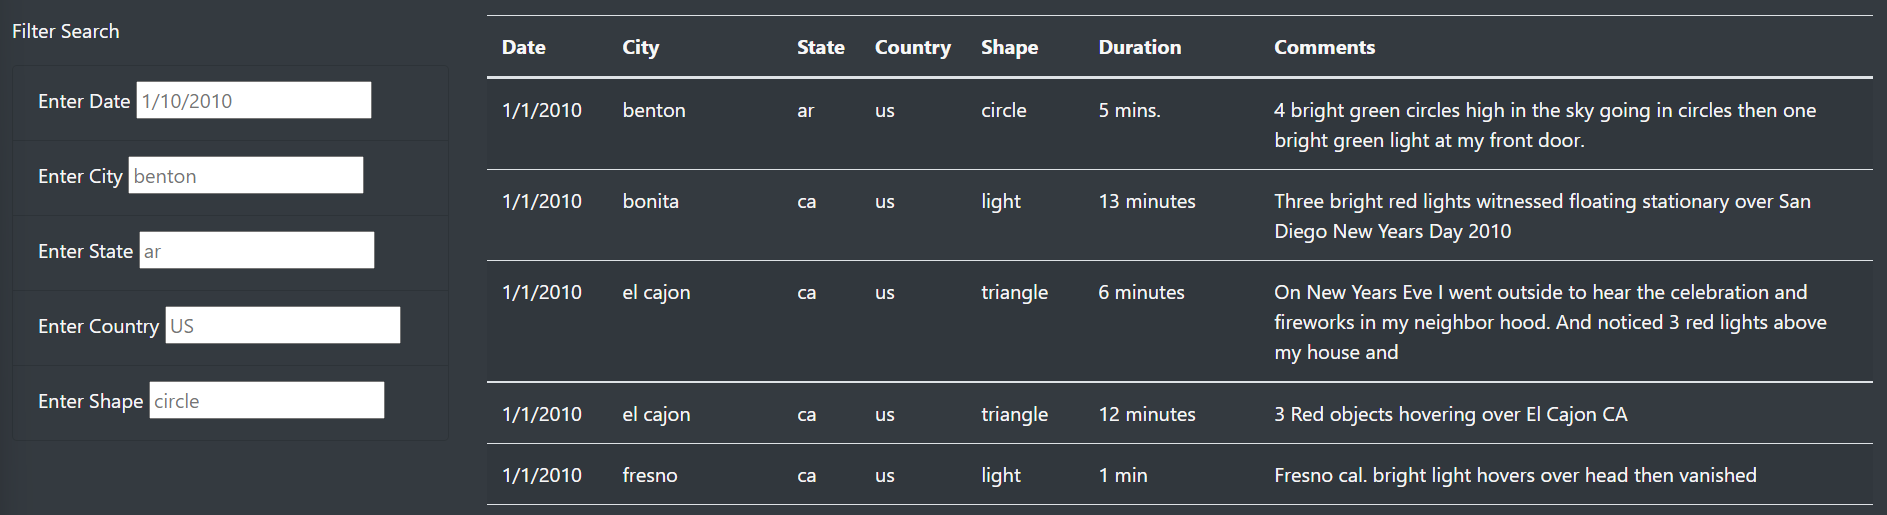 Filter Search
Enter Date 1/10/2010
Enter City benton
Enter State ar
Enter Country US
Enter Shape circle
Date City State Country Shape Duration Comments
1/1/2010 benton ar us circle 5 mins. 4 bright green circles high in the sky going in circles then one
bright green light at my front door.
1/1/2010 bonita ca us light 13 minutes Three bright red lights witnessed floating stationary over San
Diego New Years Day 2010
1/1/2010 el cajon ca us triangle 6 minutes On New Years Eve I went outside to hear the celebration and
fireworks in my neighbor hood. And noticed 3 red lights above
my house and
1/1/2010 el cajon ca us triangle 12 minutes 3 Red objects hovering over El Cajon CA
1/1/2010 fresno ca us light 1 min Fresno cal. bright light hovers over head then vanished